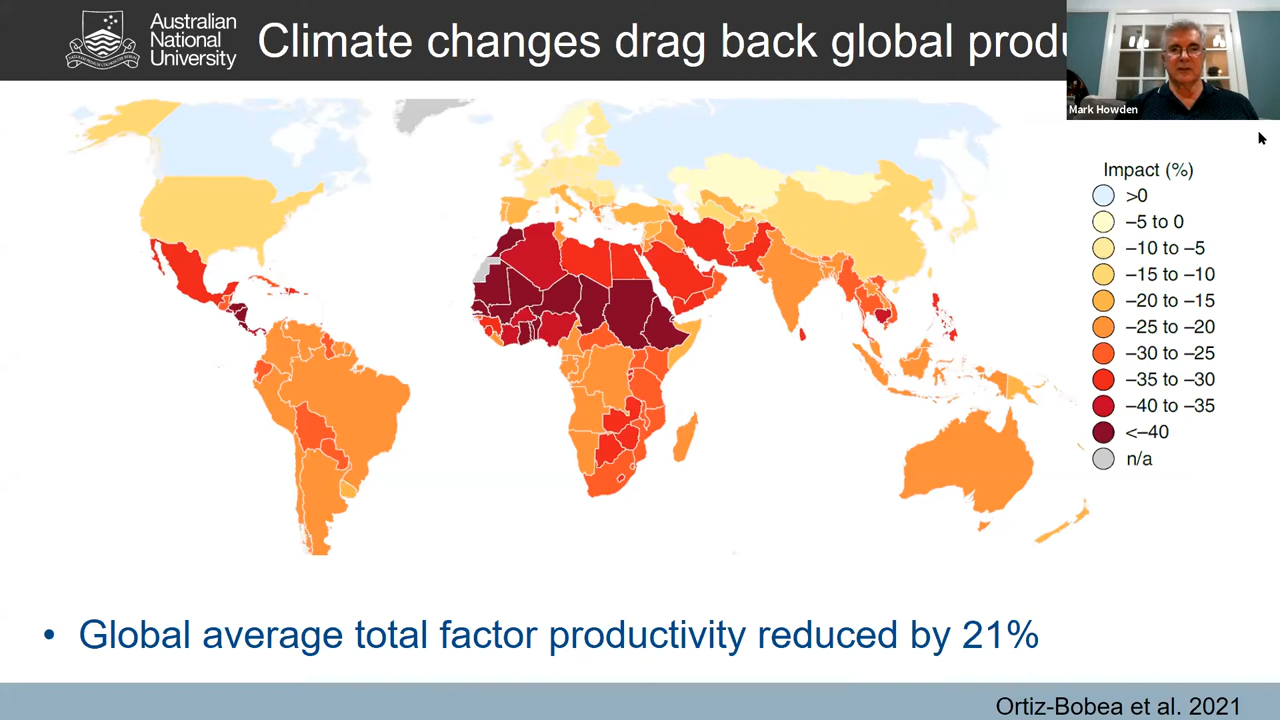 Australian
National
University
Climate changes drag back global produ
Mark Howden
Impact (%)
>0
–5 to 0
–10 to –5
–15 to –10
–20 to –15
–25 to –20
–30 to –25
–35 to –30
–40 to –35
<–40
n/a
• Global average total factor productivity reduced by 21%
Ortiz-Bobea et al. 2021